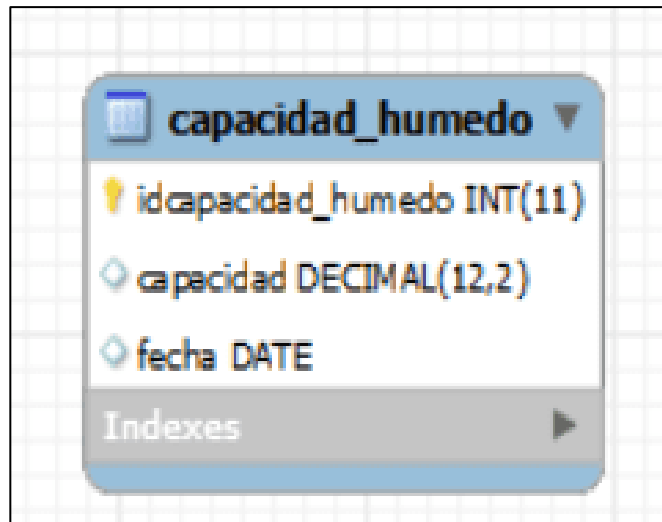 capacidad_humedo
idcapacidad_humedo INT(11)
capacidad DECIMAL(12,2)
fecha DATE
Indexes